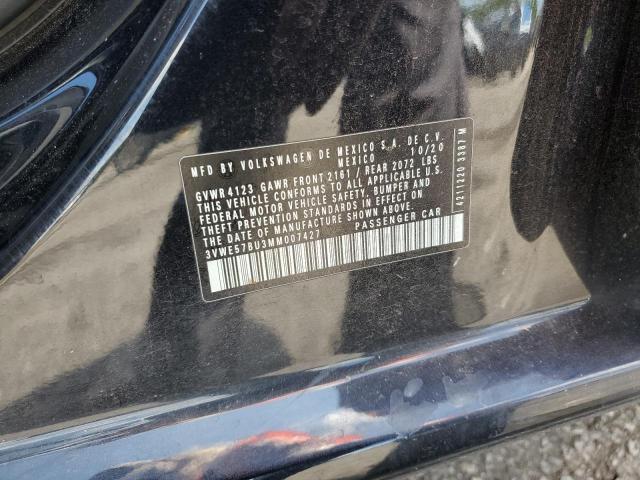 MFD BY VOLKSWAGEN DE MEXICO S.A. DE C.V.
MEXICO 10/20
GVWR 4123 GAWR FRONT 2161 / REAR 2072 LBS
THIS VEHICLE CONFORMS TO ALL APPLICABLE U.S.
FEDERAL MOTOR VEHICLE SAFETY, BUMPER AND
THEFT PREVENTION STANDARDS IN EFFECT ON
THE DATE OF MANUFACTURE SHOWN ABOVE.
3VWE57BU3MM007427 PASSENGER CAR
4211220 3387 M